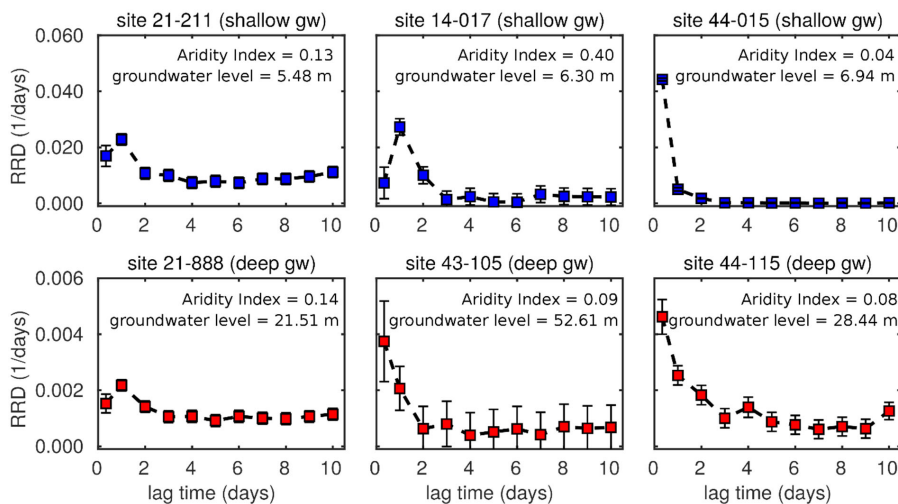 site 21-211 (shallow gw)
site 14-017 (shallow gw)
site 44-015 (shallow gw)
0.060
0.040
0.020
0.000
RRD (1/days)
Aridity Index = 0.13
groundwater level = 5.48 m
Aridity Index = 0.40
groundwater level = 6.30 m
Aridity Index = 0.04
groundwater level = 6.94 m
0 2 4 6 8 10
0 2 4 6 8 10
0 2 4 6 8 10
site 21-888 (deep gw)
site 43-105 (deep gw)
site 44-115 (deep gw)
0.006
0.004
0.002
0.000
RRD (1/days)
Aridity Index = 0.14
groundwater level = 21.51 m
Aridity Index = 0.09
groundwater level = 52.61 m
Aridity Index = 0.08
groundwater level = 28.44 m
0 2 4 6 8 10
0 2 4 6 8 10
0 2 4 6 8 10
lag time (days)
lag time (days)
lag time (days)